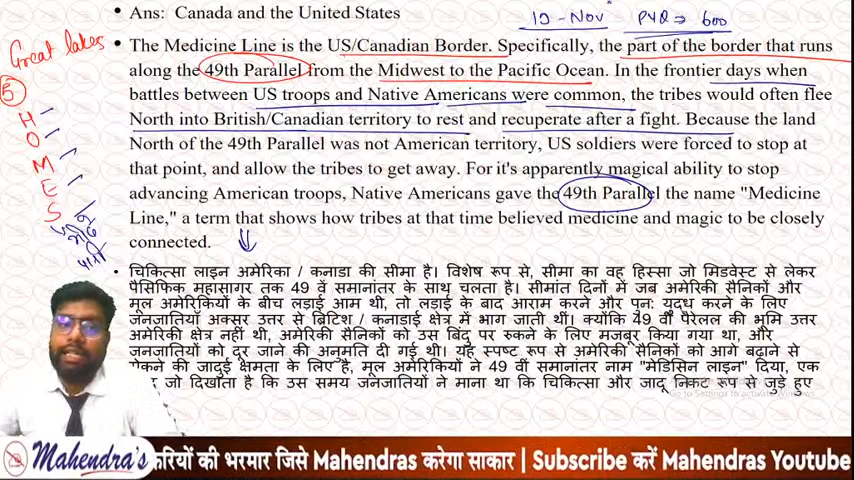 • Ans: Canada and the United States
10-Nov PYQ ⇒ 600
Great lakes
5
H
O
M
E
S
मीठे
पानी
• The Medicine Line is the US/Canadian Border. Specifically, the part of the border that runs
along the 49th Parallel from the Midwest to the Pacific Ocean. In the frontier days when
battles between US troops and Native Americans were common, the tribes would often flee
North into British/Canadian territory to rest and recuperate after a fight. Because the land
North of the 49th Parallel was not American territory, US soldiers were forced to stop at
that point, and allow the tribes to get away. For it's apparently magical ability to stop
advancing American troops, Native Americans gave the 49th Parallel the name "Medicine
Line," a term that shows how tribes at that time believed medicine and magic to be closely
connected.
• चिकित्सा लाइन अमेरिका / कनाडा की सीमा है। विशेष रूप से, सीमा का वह हिस्सा जो मिडवेस्ट से लेकर
पैसिफिक महासागर तक 49 वें समानांतर के साथ चलता है। सीमांत दिनों में जब अमेरिकी सैनिकों और
मूल अमेरिकियों के बीच लड़ाई आम थी, तो लड़ाई के बाद आराम करने और पुन: युद्ध करने के लिए
जनजातियाँ अक्सर उत्तर से ब्रिटिश / कनाडाई क्षेत्र में भाग जाती थीं। क्योंकि 49 वीं पैरेलल की भूमि उत्तर
अमेरिकी क्षेत्र नहीं थी, अमेरिकी सैनिकों को उस बिंदु पर रुकने के लिए मजबूर किया गया था, और
जनजातियों को दूर जाने की अनुमति दी गई थी। यह स्पष्ट रूप से अमेरिकी सैनिकों को आगे बढ़ाने से
रोकने की जादुई क्षमता के लिए है, मूल अमेरिकियों ने 49 वीं समानांतर नाम "मेडिसिन लाइन" दिया, एक
जो दिखाता है कि उस समय जनजातियों ने माना था कि चिकित्सा और जादू निकट रूप से जुड़े हुए
Go to Settings to activate Windows.
Mahendra's
करियों की भरमार जिसे Mahendras करेगा साकार | Subscribe करें Mahendras Youtube